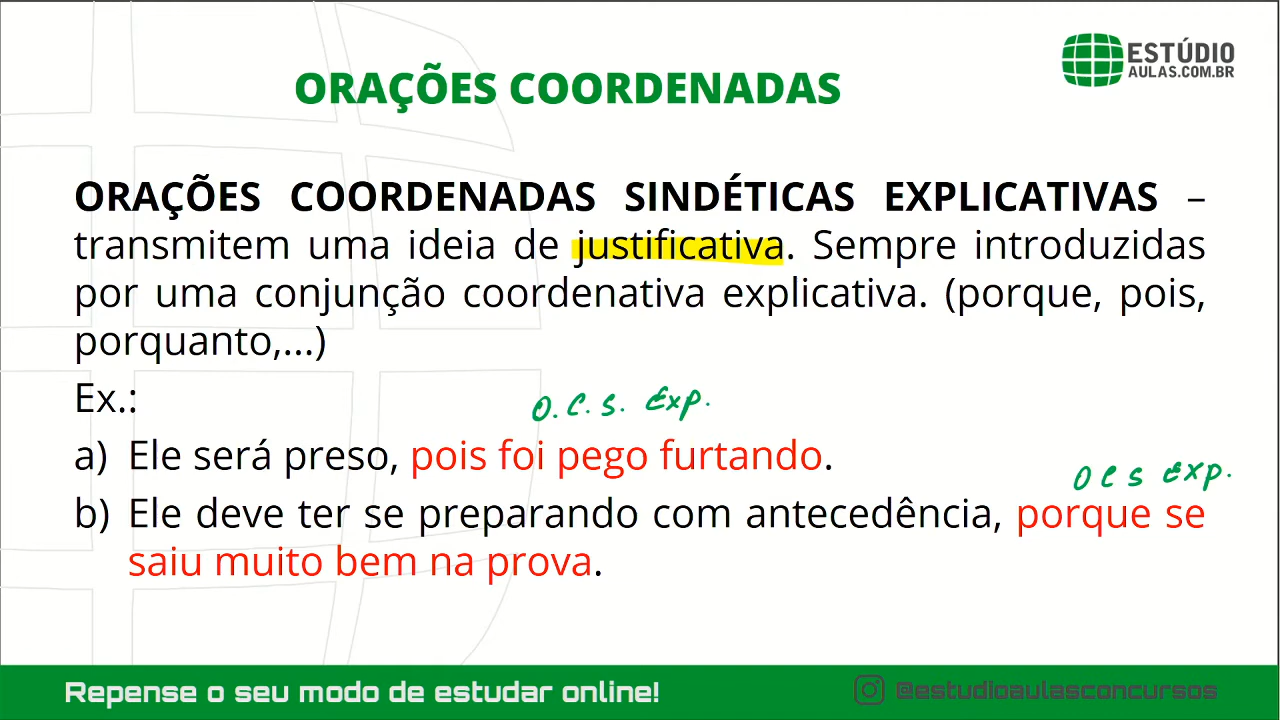 ESTÚDIO
AULAS.COM.BR
ORAÇÕES COORDENADAS
ORAÇÕES COORDENADAS SINDÉTICAS EXPLICATIVAS –
transmitem uma ideia de justificativa. Sempre introduzidas
por uma conjunção coordenativa explicativa. (porque, pois,
porquanto,...)
Ex.:
O. C. S. Exp.
a) Ele será preso, pois foi pego furtando.
O C S Exp.
b) Ele deve ter se preparando com antecedência, porque se
saiu muito bem na prova.
Repense o seu modo de estudar online!
@estudioaulasconcursos